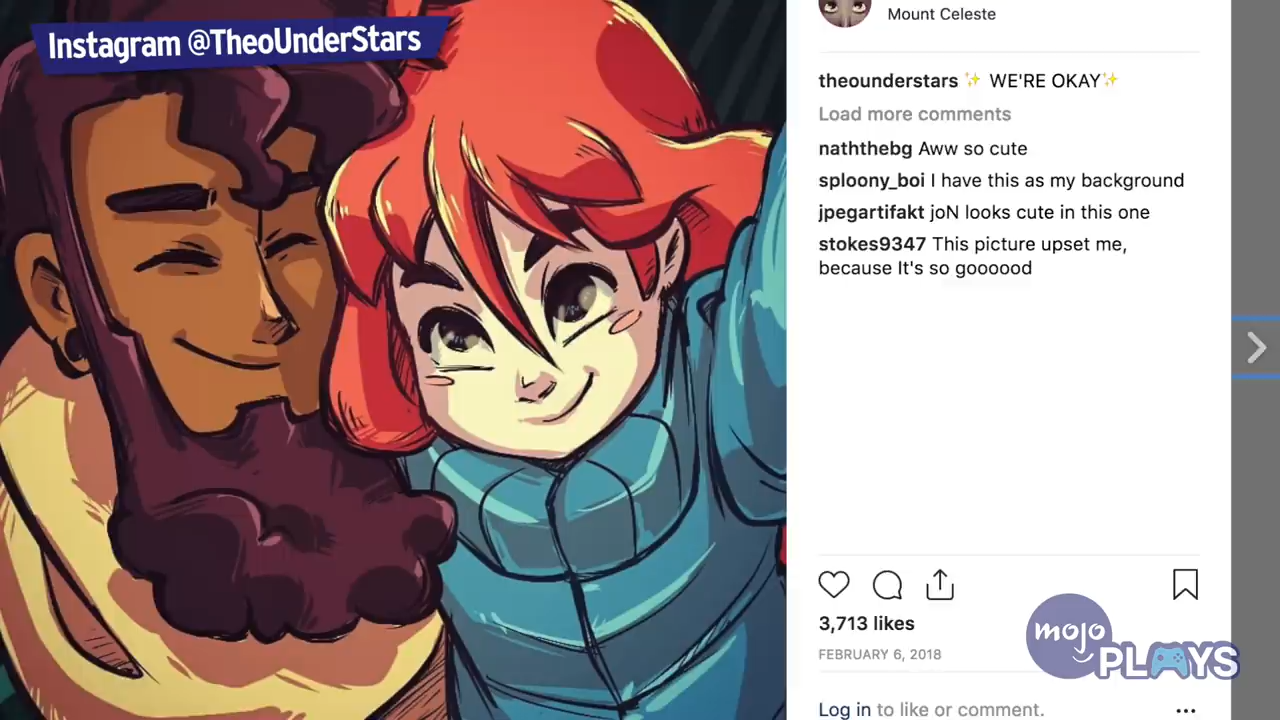 Instagram @TheoUnderStars
Mount Celeste
theounderstars ✨ WE'RE OKAY✨
Load more comments
naththebg Aww so cute
sploony_boi I have this as my background
jpegartifakt joN looks cute in this one
stokes9347 This picture upset me,
because It's so goooood
3,713 likes
FEBRUARY 6, 2018
Log in to like or comment.
mojo
PLAYS